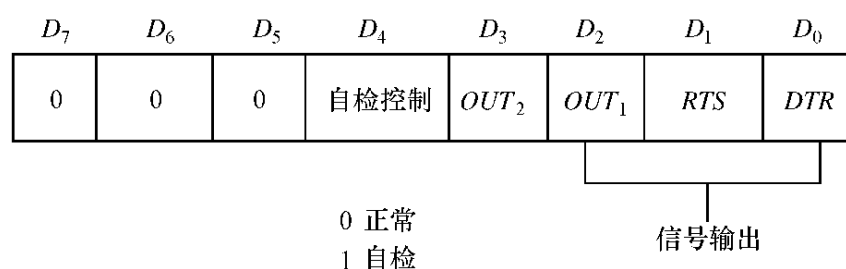 D7 D6 D5 D4 D3 D2 D1 D0
0 0 0 自检控制 OUT2 OUT1 RTS DTR
0 正常
1 自检
信号输出